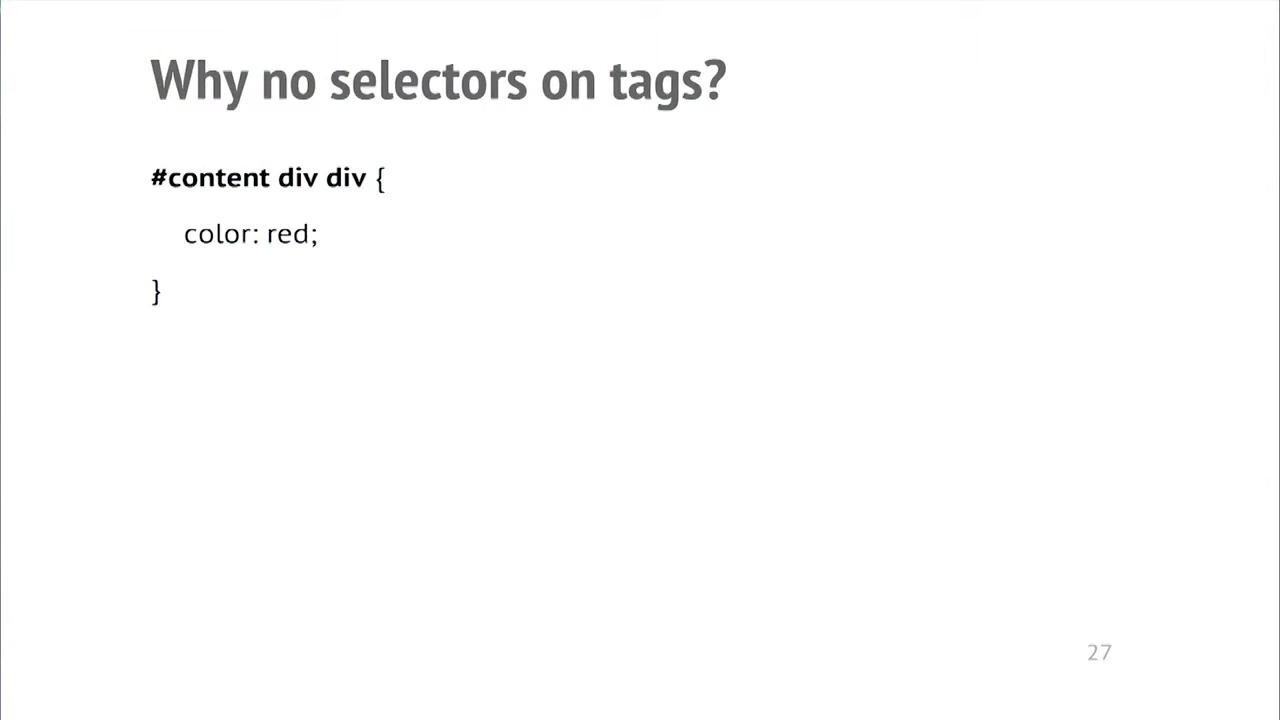 Why no selectors on tags?
#content div div {
color: red;
}
27